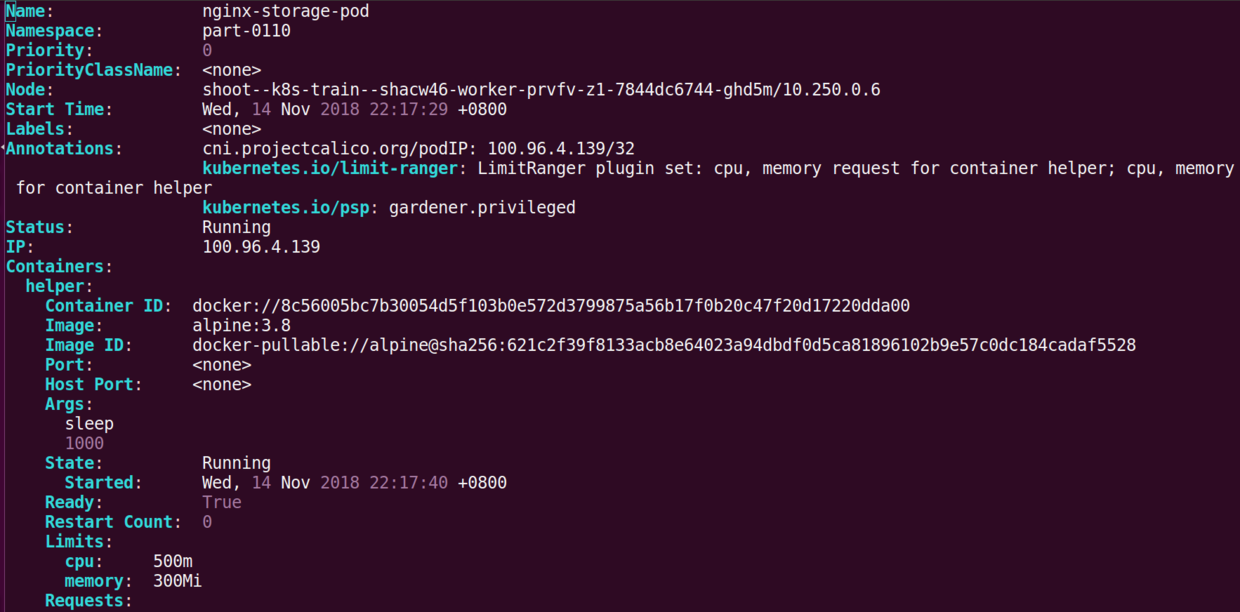 Name: nginx-storage-pod
Namespace: part-0110
Priority: 0
PriorityClassName: <none>
Node: shoot--k8s-train--shacw46-worker-prvfv-z1-7844dc6744-ghd5m/10.250.0.6
Start Time: Wed, 14 Nov 2018 22:17:29 +0800
Labels: <none>
Annotations: cni.projectcalico.org/podIP: 100.96.4.139/32
kubernetes.io/limit-ranger: LimitRanger plugin set: cpu, memory request for container helper; cpu, memory
for container helper
kubernetes.io/psp: gardener.privileged
Status: Running
IP: 100.96.4.139
Containers:
helper:
Container ID: docker://8c56005bc7b30054d5f103b0e572d3799875a56b17f0b20c47f20d17220dda00
Image: alpine:3.8
Image ID: docker-pullable://alpine@sha256:621c2f39f8133acb8e64023a94dbdf0d5ca81896102b9e57c0dc184cadaf5528
Port: <none>
Host Port: <none>
Args:
sleep
1000
State: Running
Started: Wed, 14 Nov 2018 22:17:40 +0800
Ready: True
Restart Count: 0
Limits:
cpu: 500m
memory: 300Mi
Requests: